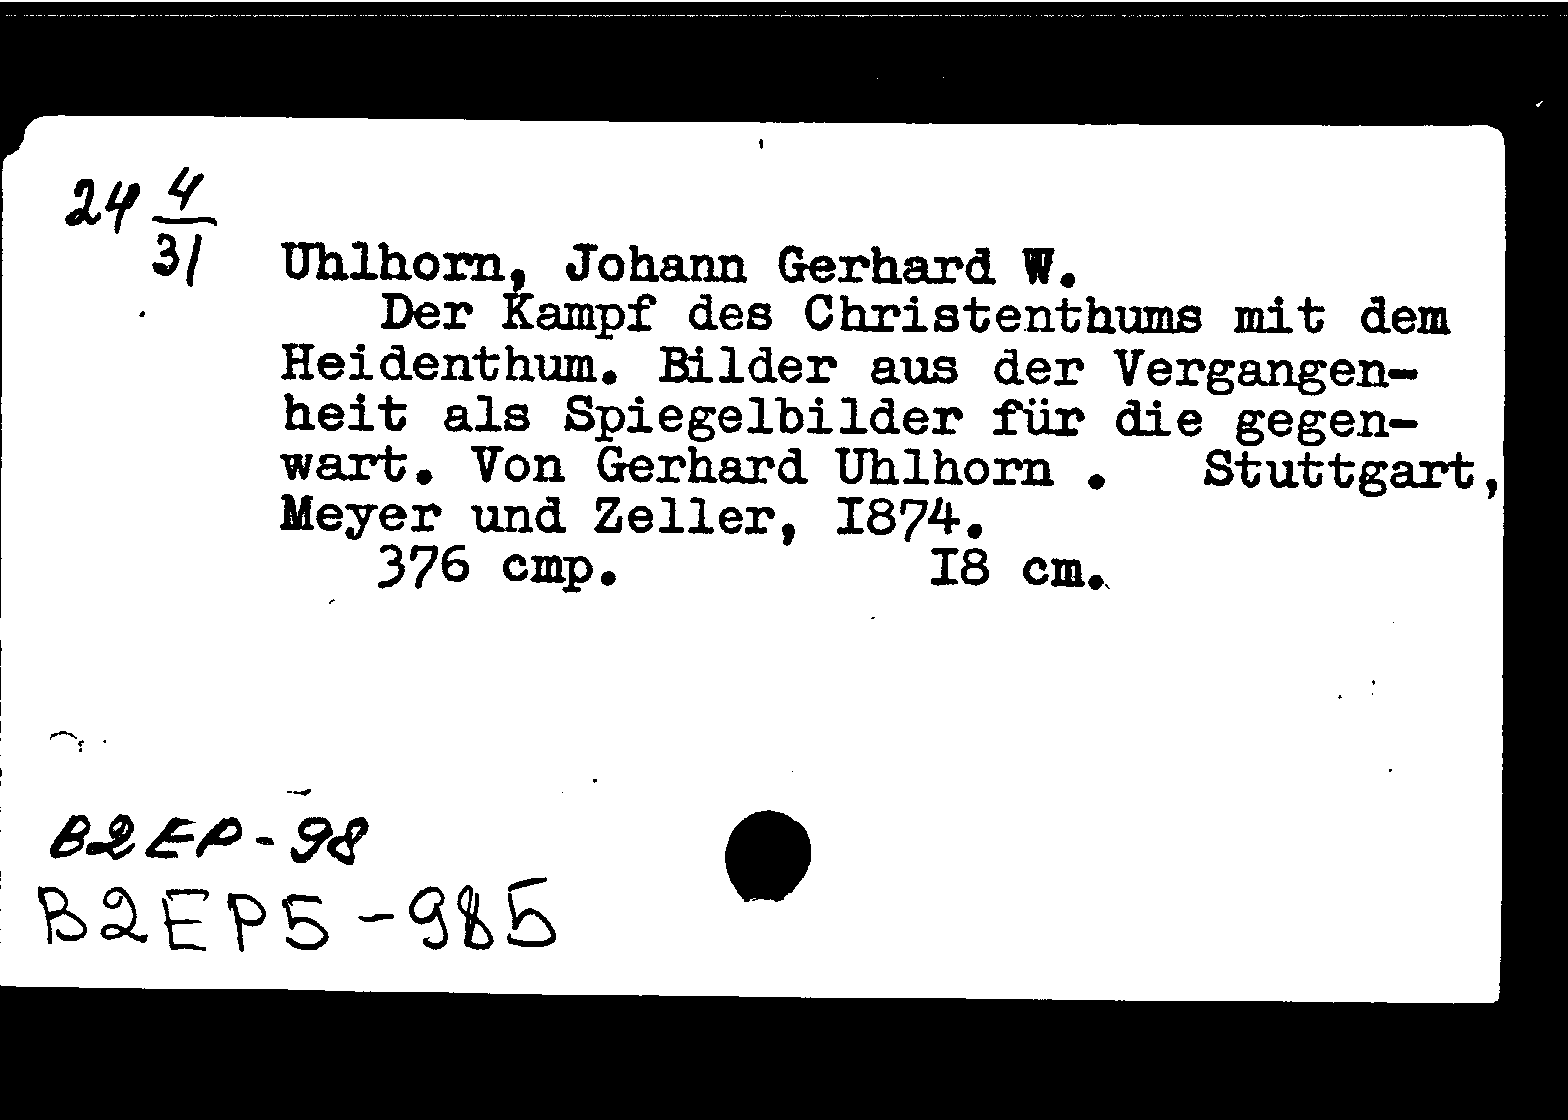 24 4/31
Uhlhorn, Johann Gerhard W.
Der Kampf des Christenthums mit dem
Heidenthum. Bilder aus der Vergangen-
heit als Spiegelbilder für die gegen-
wart. Von Gerhard Uhlhorn . Stuttgart,
Meyer und Zeller, I874.
376 cmp. I8 cm.
B2EP-98
B2EP5-985